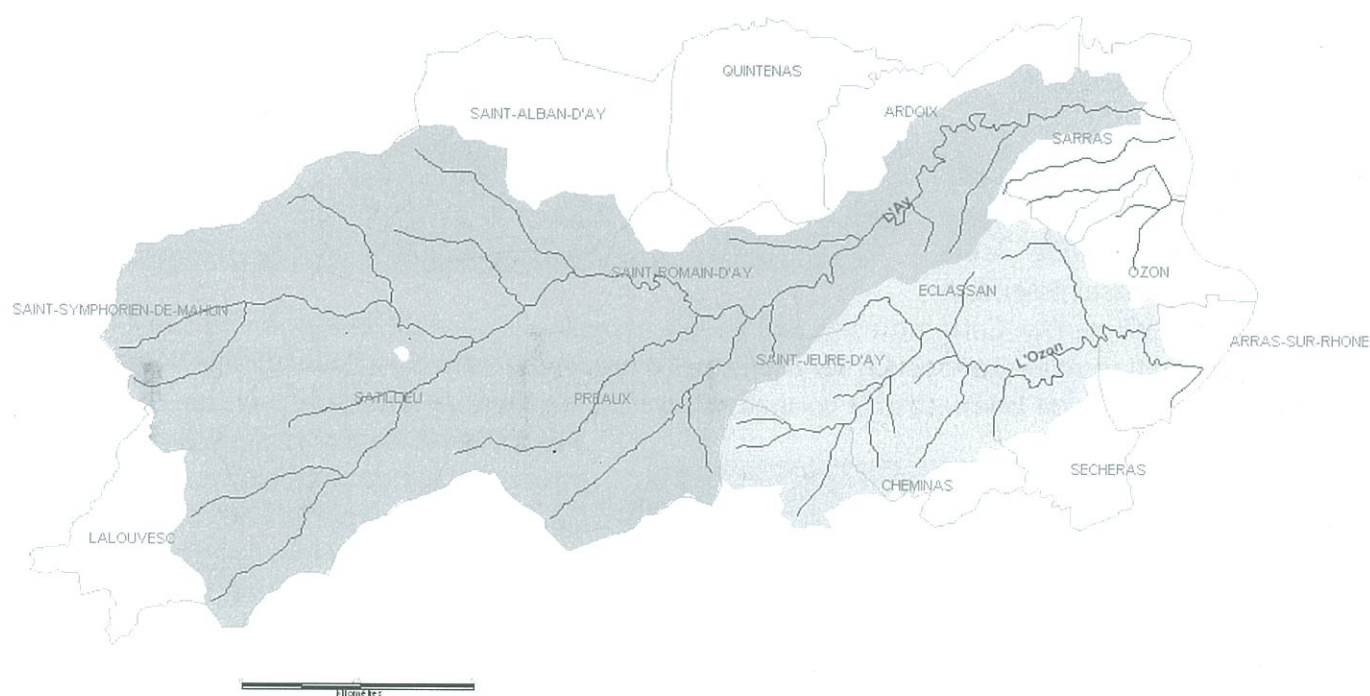 QUINTENAS
SAINT-ALBAN-D'AY
ARDOIX
SARRAS
D'Ay
SAINT-ROMAIN-D'AY
OZON
ECLASSAN
SAINT-SYMPHORIEN-DE-MAHUN
ARRAS-SUR-RHONE
L'Ozon
SAINT-JEURE-D'AY
SATILLIEU
PREAUX
SECHERAS
CHEMINAS
LALOUVESC
Kilomètres